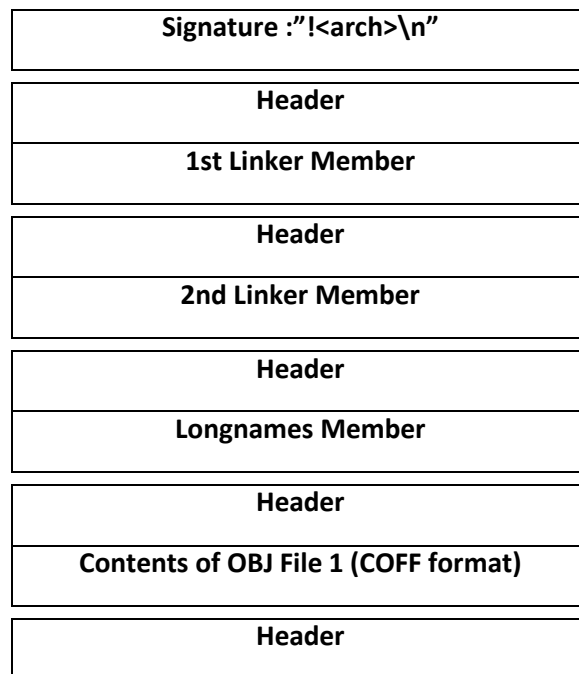 Signature :”!<arch>\n”
Header
1st Linker Member
Header
2nd Linker Member
Header
Longnames Member
Header
Contents of OBJ File 1 (COFF format)
Header